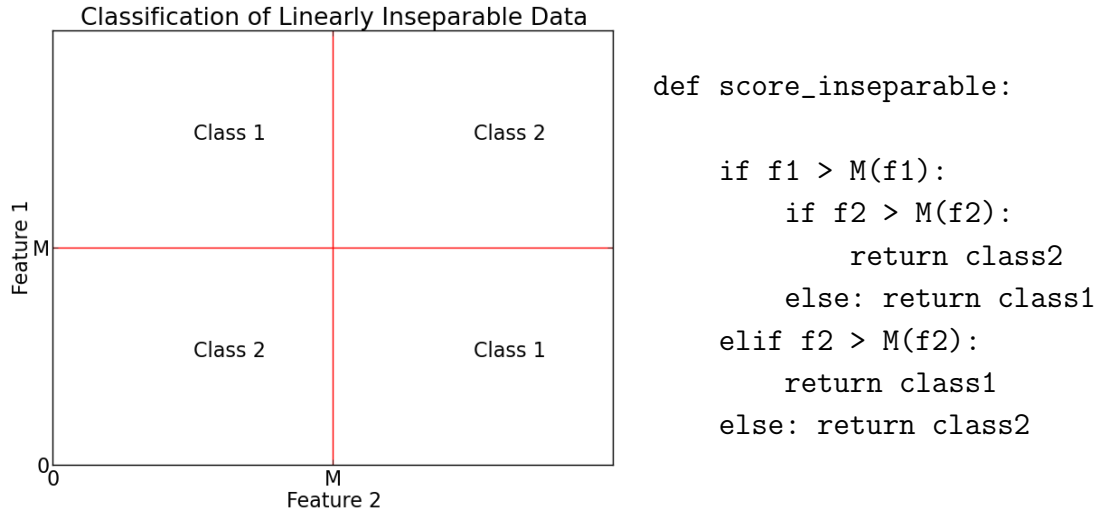 Classification of Linearly Inseparable Data
Class 1
Class 2
Feature 1
M
Class 2
Class 1
0
0
M
Feature 2
def score_inseparable:
if f1 > M(f1):
if f2 > M(f2):
return class2
else: return class1
elif f2 > M(f2):
return class1
else: return class2